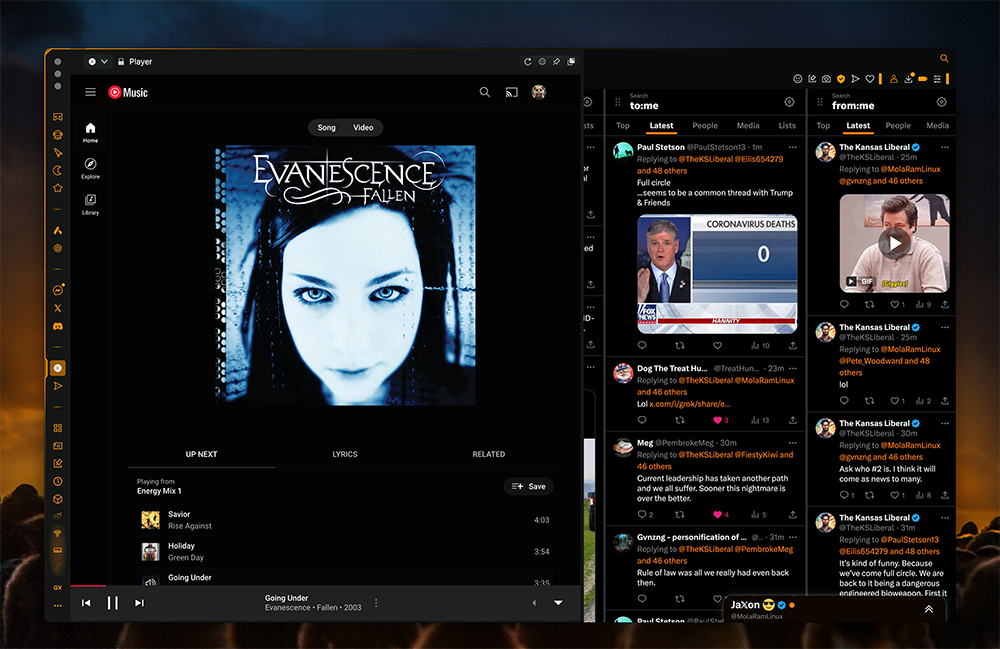 Player
Music
Home
Explore
Library
Song
Video
EVANESCENCE
FALLEN
UP NEXT
LYRICS
RELATED
Playing from
Energy Mix 1
Save
Savior
Rise Against
4:03
Holiday
Green Day
3:54
Going Under
3:35
Going Under
Evanescence • Fallen • 2003
GX
Search
to:me
Top
Latest
People
Media
Lists
Paul Stetson @PaulStetson13 · 1m
Replying to @TheKSLiberal @Eilis654279
and 48 others
Full circle
...seems to be a common thread with Trump
& Friends
CORONAVIRUS DEATHS
0
FOX
NEWS
HANNITY
10
Dog The Treat Hu... @TreatHun... · 23m
Replying to @TheKSLiberal @MolaRamLinux
and 46 others
Lol x.com/i/grok/share/e...
3
13
Meg @PembrokeMeg · 30m
Replying to @TheKSLiberal @FiestyKiwi and
46 others
Current leadership has taken another path
and we all suffer. Sooner this nightmare is
over the better.
2
4
5
Gvnzng - personification of ... @... · 31m
Replying to @TheKSLiberal @PembrokeMeg
and 46 others
Rule of law was all we really had even back
then.
Paul Stetson
Search
from:me
Top
Latest
People
Media
The Kansas Liberal
@TheKSLiberal · 25m
Replying to @MolaRamLinux
@gvnzng and 46 others
GIF
[Giggles]
1
9
The Kansas Liberal
@TheKSLiberal · 25m
Replying to @MolaRamLinux
@Pete_Woodward and 48
others
lol
1
2
The Kansas Liberal
@TheKSLiberal · 30m
Replying to @MolaRamLinux
@gvnzng and 46 others
Ask who #2 is. I think it will
come as news to many.
1
1
8
The Kansas Liberal
@TheKSLiberal · 31m
Replying to @PaulStetson13
@Eilis654279 and 48 others
It's kind of funny. Because
we've come full circle. We are
back to it being a dangerous
engineered bioweapon. First it
JaXon 😎
@MolaRamLinux